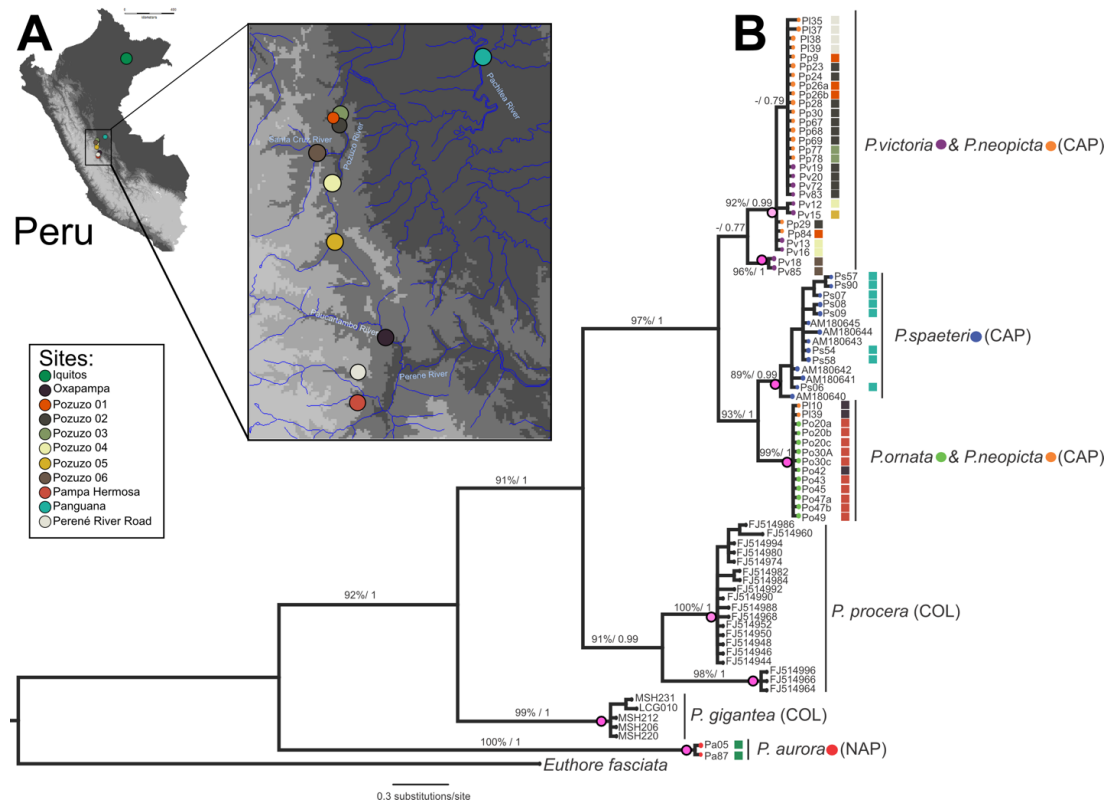 A
Peru
Sites:
Iquitos
Oxapampa
Pozuzo 01
Pozuzo 02
Pozuzo 03
Pozuzo 04
Pozuzo 05
Pozuzo 06
Pampa Hermosa
Panguana
Perené River Road
Pachitea River
Pozuzo River
Santa Cruz River
Paucartambo River
Perene River
B
Pl35
Pl37
Pl38
Pl39
Pp9
Pp23
Pp24
Pp26a
Pp26b
Pp28
Pp30
Pp67
Pp68
Pp69
Pp77
Pp78
Pv19
Pv20
Pv72
Pv83
Pv12
Pv15
Pp29
Pp84
Pv13
Pv16
Pv18
Pv85
-/ 0.79
92%/ 0.99
-/ 0.77
96%/ 1
P.victoria & P.neopicta (CAP)
Ps57
Ps90
Ps07
Ps08
Ps09
AM180645
AM180644
AM180643
Ps54
Ps58
AM180642
AM180641
Ps06
AM180640
97%/ 1
89%/ 0.99
93%/ 1
P.spaeteri (CAP)
Pl10
Pl39
Po20a
Po20b
Po20c
Po30A
Po30c
Po42
Po43
Po45
Po47a
Po47b
Po49
99%/ 1
P.ornata & P.neopicta (CAP)
91%/ 1
FJ514986
FJ514960
FJ514994
FJ514980
FJ514974
FJ514982
FJ514984
FJ514992
FJ514990
FJ514988
FJ514968
FJ514952
FJ514950
FJ514948
FJ514946
FJ514944
FJ514996
FJ514966
FJ514964
100%/ 1
91%/ 0.99
98%/ 1
P. procera (COL)
92%/ 1
MSH231
LCG010
MSH212
MSH206
MSH220
99%/ 1
P. gigantea (COL)
100%/ 1
Pa05
Pa87
P. aurora (NAP)
Euthore fasciata
0.3 substitutions/site